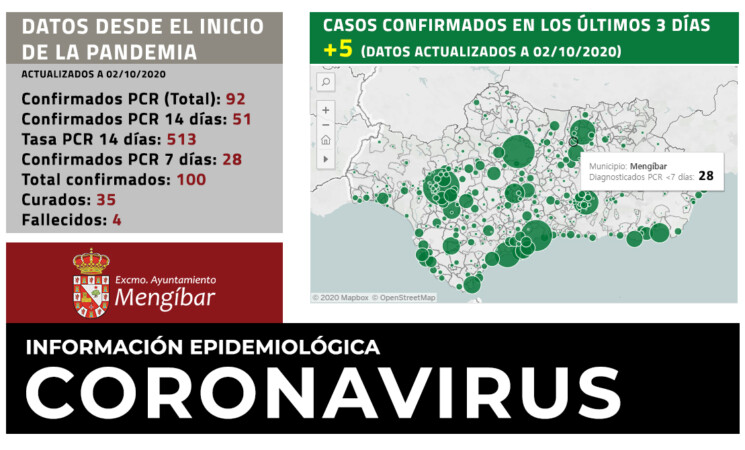 DATOS DESDE EL INICIO
DE LA PANDEMIA
ACTUALIZADOS A 02/10/2020
Confirmados PCR (Total): 92
Confirmados PCR 14 días: 51
Tasa PCR 14 días: 513
Confirmados PCR 7 días: 28
Total confirmados: 100
Curados: 35
Fallecidos: 4
Excmo. Ayuntamiento
Mengíbar
CASOS CONFIRMADOS EN LOS ÚLTIMOS 3 DÍAS
+5 (DATOS ACTUALIZADOS A 02/10/2020)
Municipio: Mengíbar
Diagnosticados PCR <7 días: 28
© 2020 Mapbox © OpenStreetMap
INFORMACIÓN EPIDEMIOLÓGICA
CORONAVIRUS